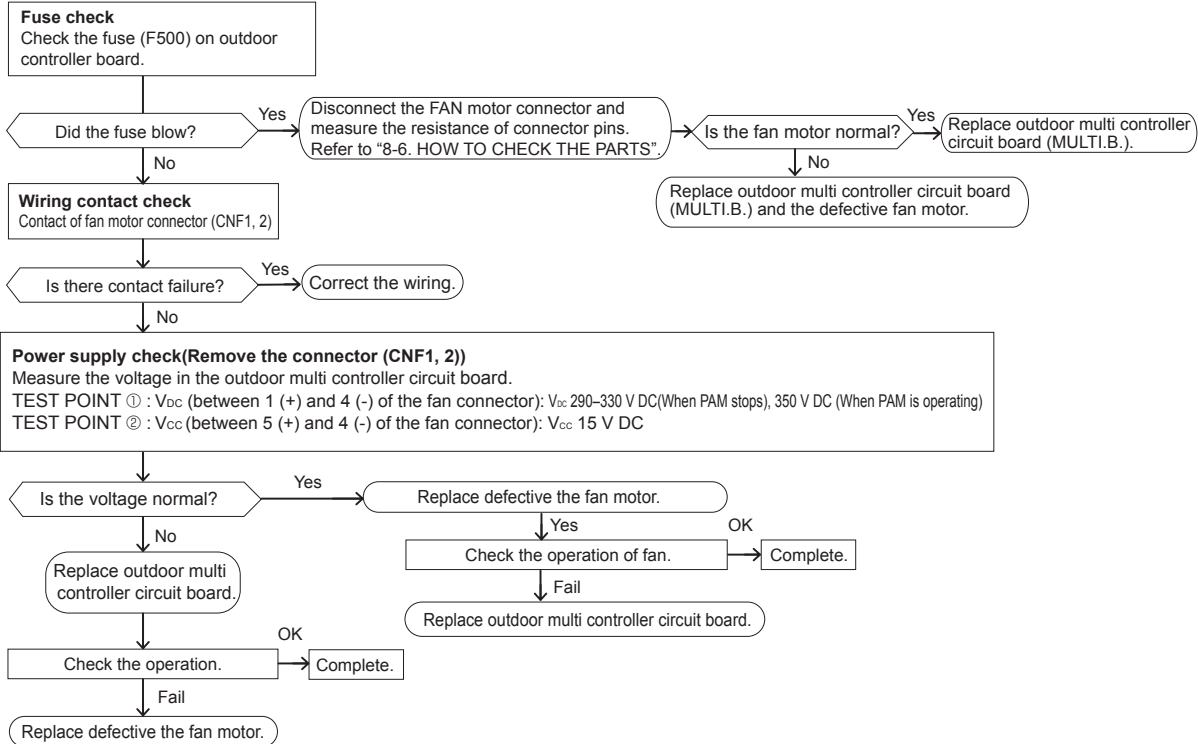 Fuse check
Check the fuse (F500) on outdoor
controller board.
Did the fuse blow?
Yes
Disconnect the FAN motor connector and
measure the resistance of connector pins.
Refer to “8-6. HOW TO CHECK THE PARTS”.
Is the fan motor normal?
Yes
Replace outdoor multi controller
circuit board (MULTI.B.).
No
Replace outdoor multi controller circuit board
(MULTI.B.) and the defective fan motor.
No
Wiring contact check
Contact of fan motor connector (CNF1, 2)
Is there contact failure?
Yes
Correct the wiring.
No
Power supply check(Remove the connector (CNF1, 2))
Measure the voltage in the outdoor multi controller circuit board.
TEST POINT ① : VDC (between 1 (+) and 4 (-) of the fan connector): VDC 290–330 V DC(When PAM stops), 350 V DC (When PAM is operating)
TEST POINT ② : VCC (between 5 (+) and 4 (-) of the fan connector): VCC 15 V DC
Is the voltage normal?
Yes
Replace defective the fan motor.
Yes
Check the operation of fan.
OK
Complete.
Fail
Replace outdoor multi controller circuit board.
No
Replace outdoor multi
controller circuit board.
Check the operation.
OK
Complete.
Fail
Replace defective the fan motor.